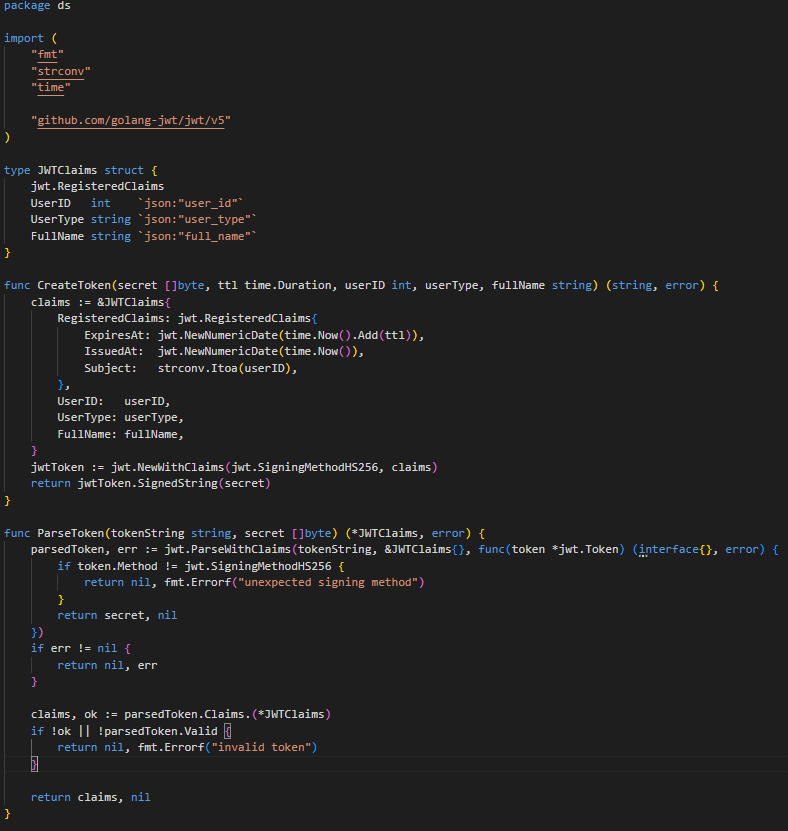 package ds
import (
"fmt"
"strconv"
"time"
"github.com/golang-jwt/jwt/v5"
)
type JWTClaims struct {
jwt.RegisteredClaims
UserID   int    `json:"user_id"`
UserType string `json:"user_type"`
FullName string `json:"full_name"`
}
func CreateToken(secret []byte, ttl time.Duration, userID int, userType, fullName string) (string, error) {
claims := &JWTClaims{
RegisteredClaims: jwt.RegisteredClaims{
ExpiresAt: jwt.NewNumericDate(time.Now().Add(ttl)),
IssuedAt:  jwt.NewNumericDate(time.Now()),
Subject:   strconv.Itoa(userID),
},
UserID:   userID,
UserType: userType,
FullName: fullName,
}
jwtToken := jwt.NewWithClaims(jwt.SigningMethodHS256, claims)
return jwtToken.SignedString(secret)
}
func ParseToken(tokenString string, secret []byte) (*JWTClaims, error) {
parsedToken, err := jwt.ParseWithClaims(tokenString, &JWTClaims{}, func(token *jwt.Token) (interface{}, error) {
if token.Method != jwt.SigningMethodHS256 {
return nil, fmt.Errorf("unexpected signing method")
}
return secret, nil
})
if err != nil {
return nil, err
}
claims, ok := parsedToken.Claims.(*JWTClaims)
if !ok || !parsedToken.Valid {
return nil, fmt.Errorf("invalid token")
}
return claims, nil
}